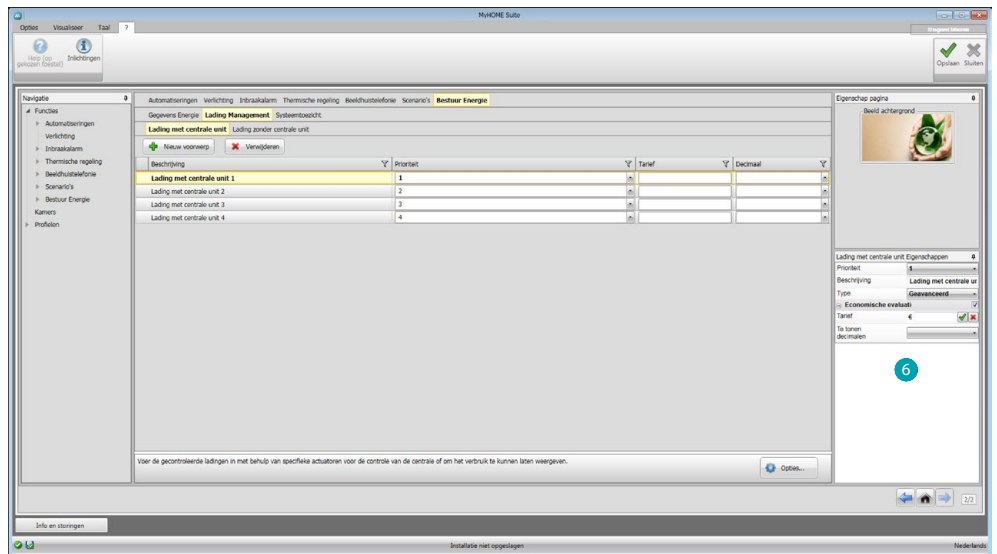 MyHOME Suite
Opties Visualiseer Taal ?
Help (op gekozen toestel)
Inlichtingen
Opslaan Sluiten
Navigatie
Functies
Automatiseringen
Verlichting
Inbraakalarm
Thermische regeling
Beeldhuistelefonie
Scenario's
Bestuur Energie
Kamers
Profielen
Automatiseringen Verlichting Inbraakalarm Thermische regeling Beeldhuistelefonie Scenario's Bestuur Energie
Gegevens Energie Lading Management Systeemtoezicht
Lading met centrale unit Lading zonder centrale unit
Nieuw voorwerp Verwijderen
Beschrijving Prioriteit Tarief Decimaal
Lading met centrale unit 1 1
Lading met centrale unit 2 2
Lading met centrale unit 3 3
Lading met centrale unit 4 4
Voer de gecontroleerde ladingen in met behulp van specifieke actuatoren voor de controle van de centrale of om het verbruik te kunnen laten weergeven.
Opties...
Eigenschap pagina
Beeld achtergrond
Lading met centrale unit Eigenschappen
Prioriteit 1
Beschrijving Lading met centrale ur
Type Geavanceerd
Economische evaluati
Tarief €
Te tonen decimalen
6
2/2
Info en storingen
Installatie niet opgeslagen
Nederlands